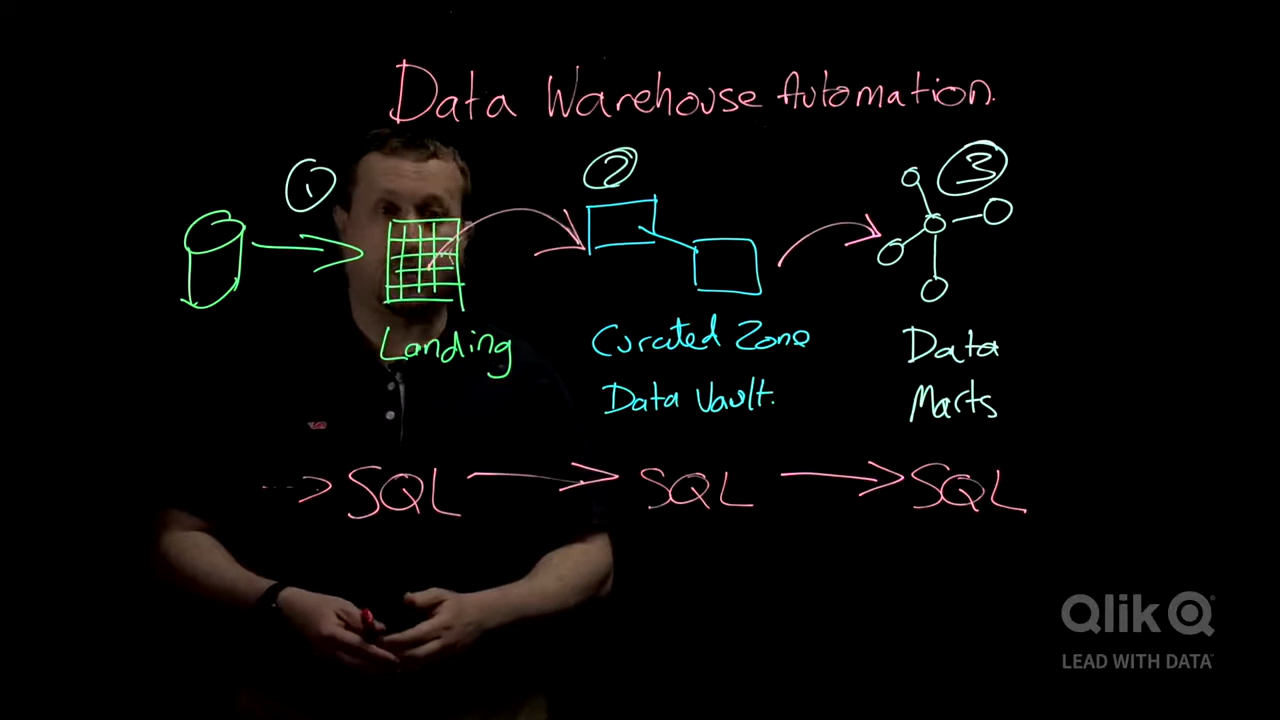 Data Warehouse Automation.
1
2
3
Landing
Curated Zone
Data Vault.
Data
Marts
SQL
SQL
SQL
Qlik
LEAD WITH DATA™